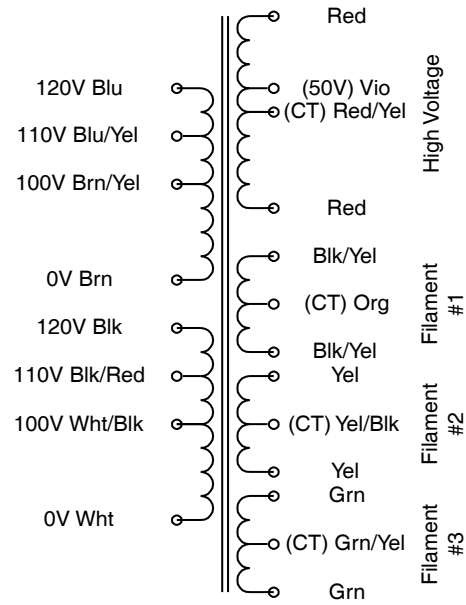 120V Blu
110V Blu/Yel
100V Brn/Yel
0V Brn
120V Blk
110V Blk/Red
100V Wht/Blk
0V Wht
Red
(50V) Vio
(CT) Red/Yel
Red
High Voltage
Blk/Yel
(CT) Org
Blk/Yel
Filament
#1
Yel
(CT) Yel/Blk
Yel
Filament
#2
Grn
(CT) Grn/Yel
Grn
Filament
#3